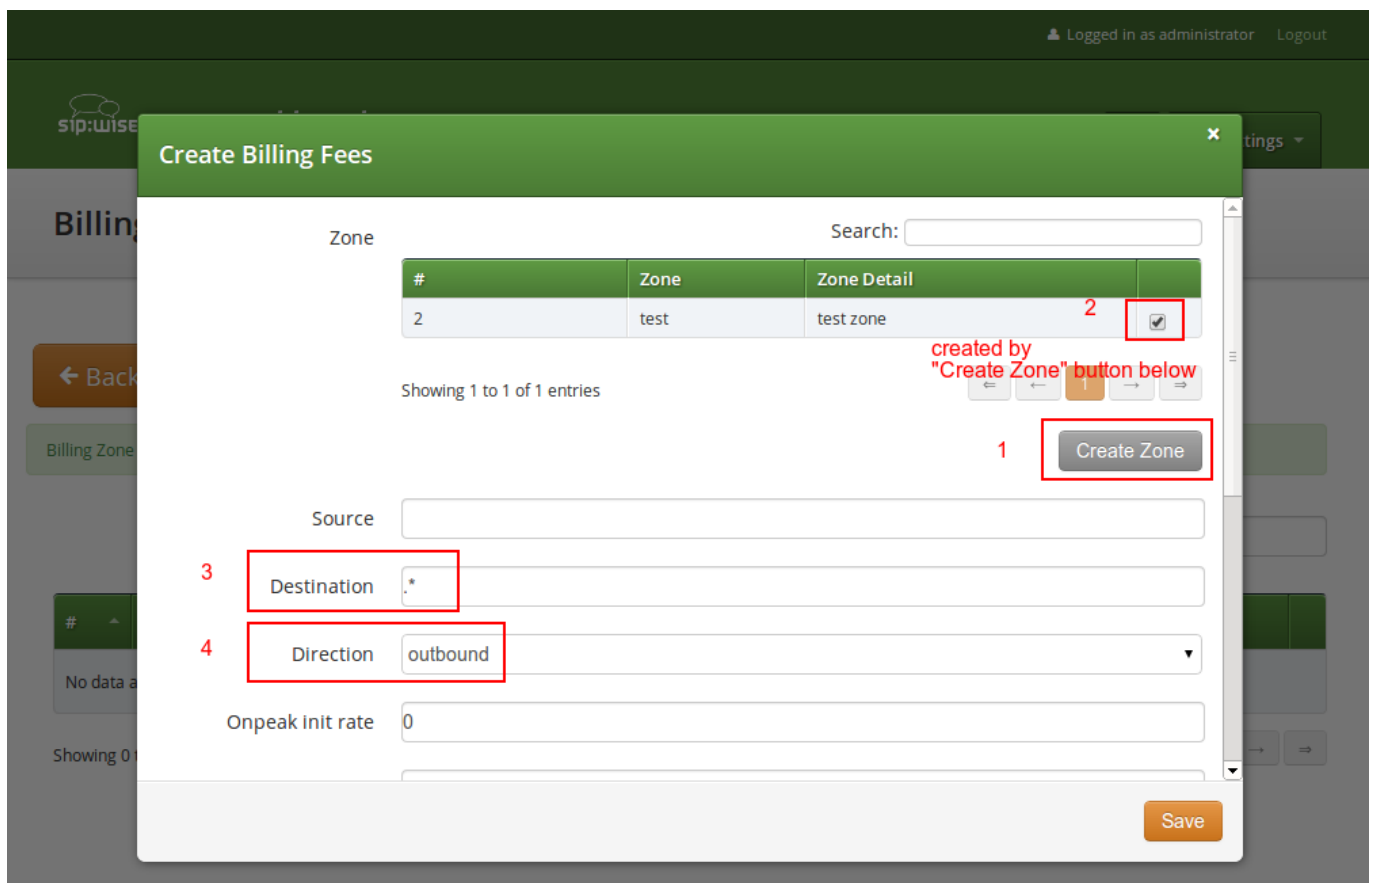 Logged in as administrator Logout
sip:wise
tings
Create Billing Fees ×
Billin
Zone Search:
# Zone Zone Detail
2 test test zone 2
created by
"Create Zone" button below
Back
Showing 1 to 1 of 1 entries ⇐ ← 1 → ⇒
Billing Zone
1 Create Zone
Source
3 Destination .*
#
4 Direction outbound
No data a
Onpeak init rate 0
Showing 0 t → ⇒
Save